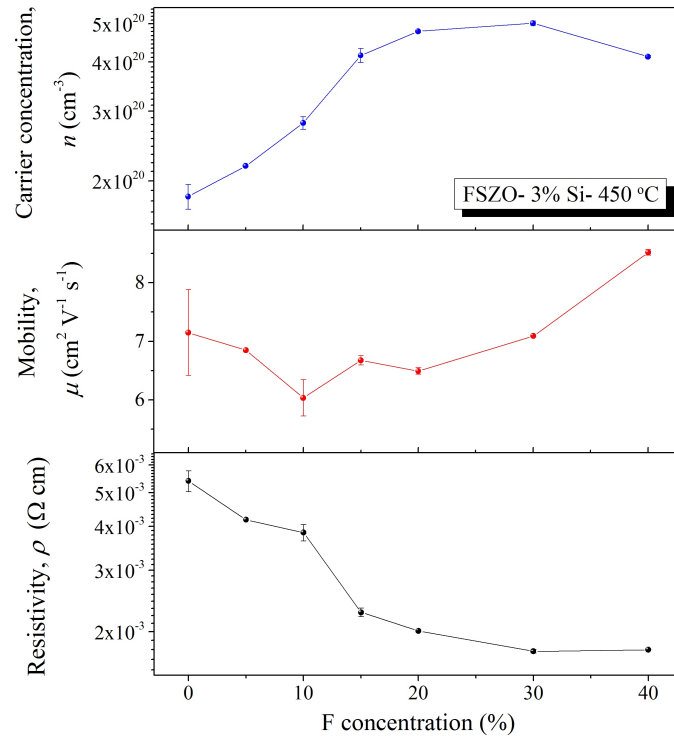 Carrier concentration,
n (cm⁻³)
5x10²⁰
4x10²⁰
3x10²⁰
2x10²⁰
FSZO- 3% Si- 450 °C
Mobility,
μ (cm² V⁻¹ s⁻¹)
8
7
6
Resistivity, ρ (Ω cm)
6x10⁻³
5x10⁻³
4x10⁻³
3x10⁻³
2x10⁻³
0 10 20 30 40
F concentration (%)